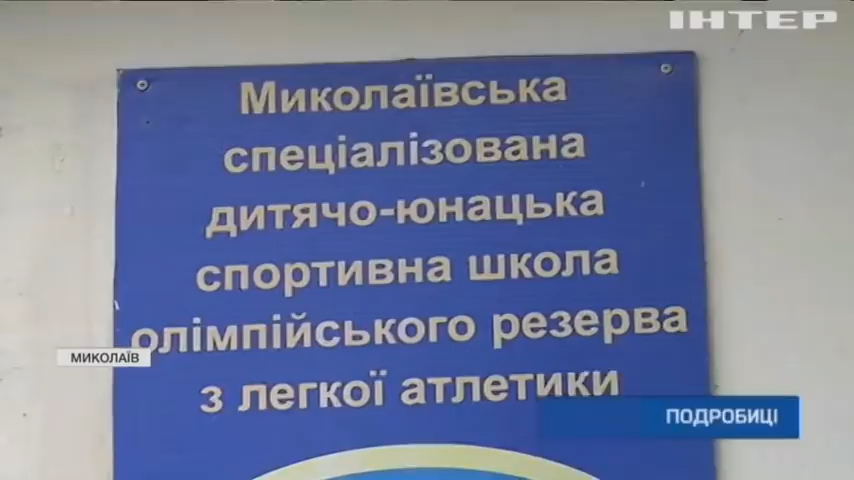 ІНТЕР
Миколаївська
спеціалізована
дитячо-юнацька
спортивна школа
олімпійського резерва
з легкої атлетики
МИКОЛАЇВ
ПОДРОБИЦІ